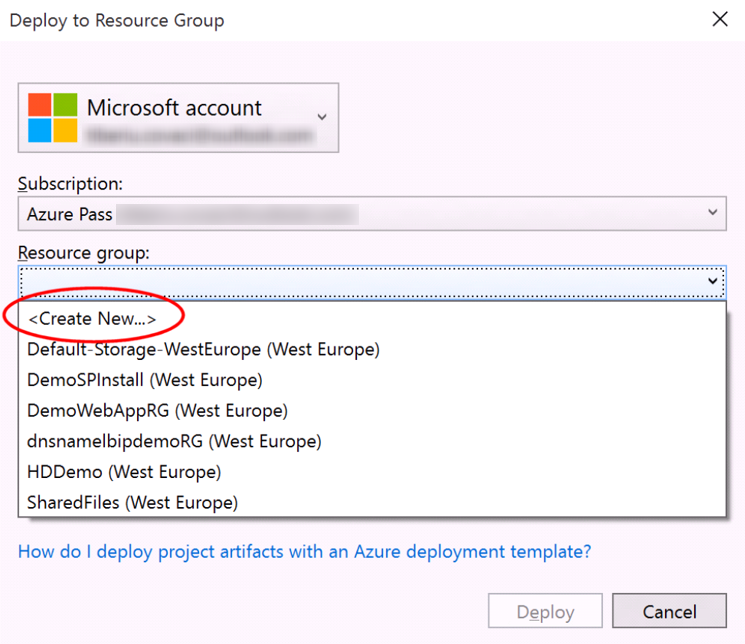 Deploy to Resource Group
Microsoft account
Subscription:
Azure Pass
Resource group:
<Create New...>
Default-Storage-WestEurope (West Europe)
DemoSPInstall (West Europe)
DemoWebAppRG (West Europe)
dnsnamelbipdemoRG (West Europe)
HDDemo (West Europe)
SharedFiles (West Europe)
How do I deploy project artifacts with an Azure deployment template?
Deploy
Cancel